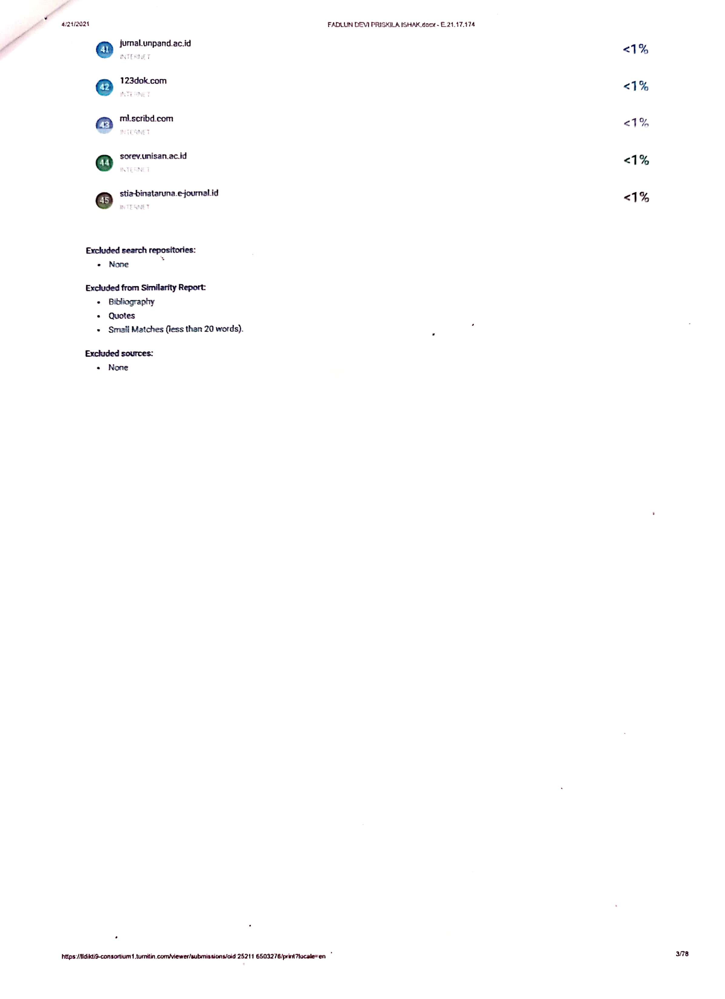 4/21/2021
FADLUN DEVI PRISKILA ISHAK.docx - E.21.17.174
41
jurnal.unpand.ac.id
INTERNET
<1%
42
123dok.com
INTERNET
<1%
43
ml.scribd.com
INTERNET
<1%
44
sorev.unisan.ac.id
INTERNET
<1%
45
stia-binataruna.e-journal.id
INTERNET
<1%
Excluded search repositories:
• None
Excluded from Similarity Report:
• Bibliography
• Quotes
• Small Matches (less than 20 words).
Excluded sources:
• None
https://lldikti9-consortium1.turnitin.com/viewer/submissions/oid:25211:6503276/print?locale=en
3/78